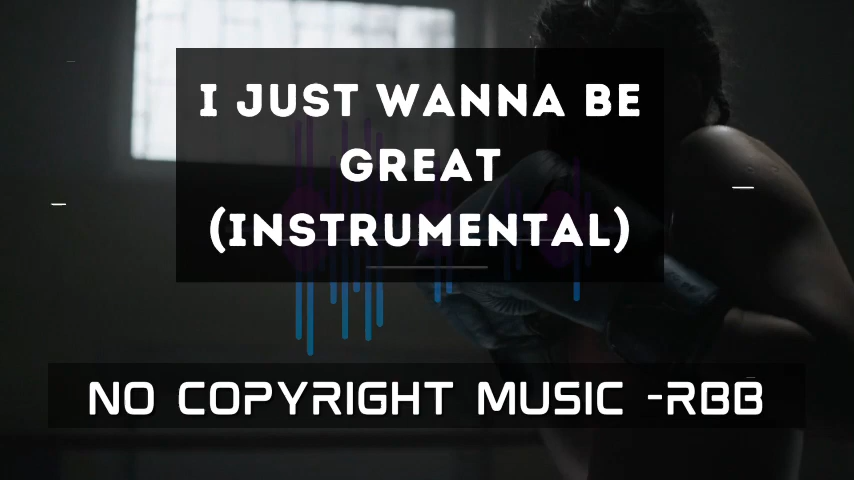 I JUST WANNA BE
GREAT
(INSTRUMENTAL)
NO COPYRIGHT MUSIC -RBB